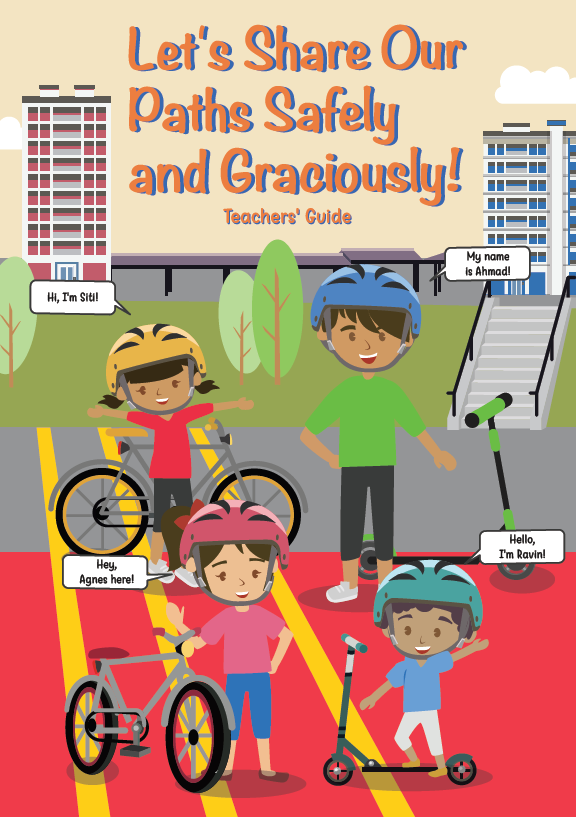 Let's Share Our
Paths Safely
and Graciously!
Teachers' Guide
My name
is Ahmad!
Hi, I'm Siti!
Hello,
I'm Ravin!
Hey,
Agnes here!